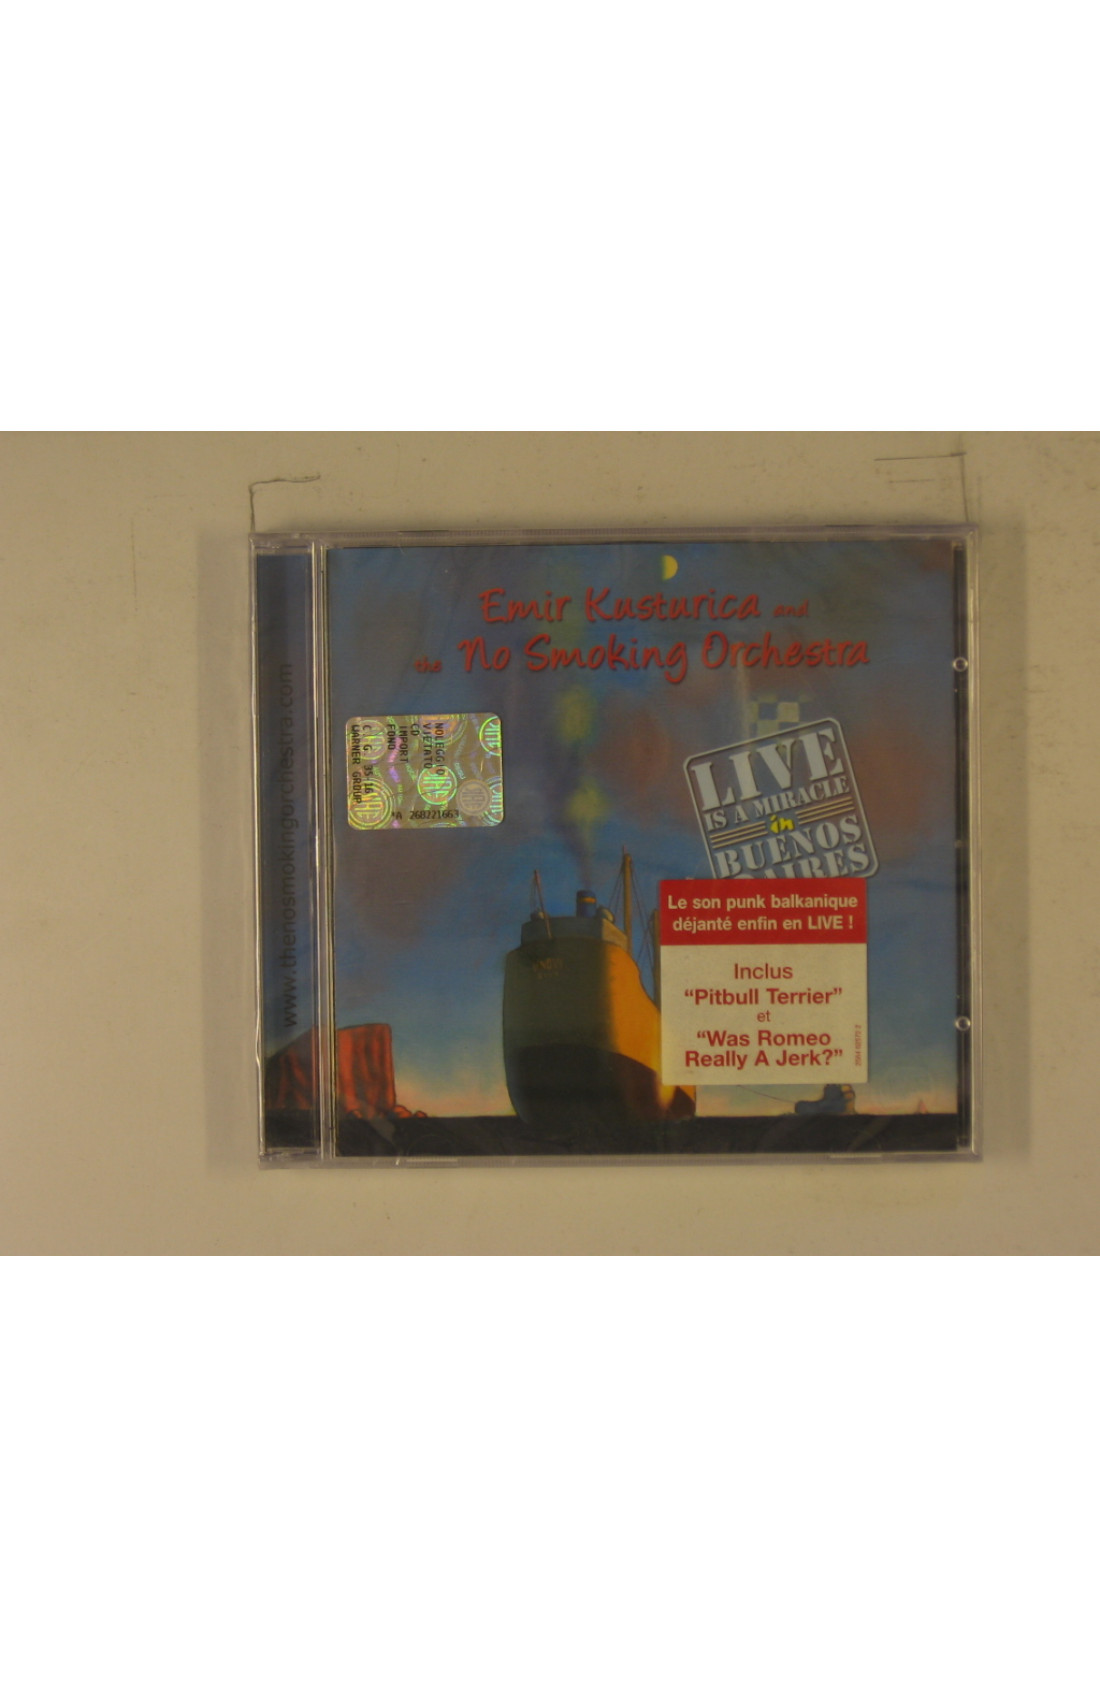 Emir Kusturica and
the No Smoking Orchestra
www.thenosmokingorchestra.com
NOLEGGIO
VIETATO
CD
IMPORT
FONO
WARNER GROUP
*A 268221663
LIVE
IS A MIRACLE
in
BUENOS
AIRES
Le son punk balkanique
déjanté enfin en LIVE !
Inclus
“Pitbull Terrier”
et
“Was Romeo
Really A Jerk?”